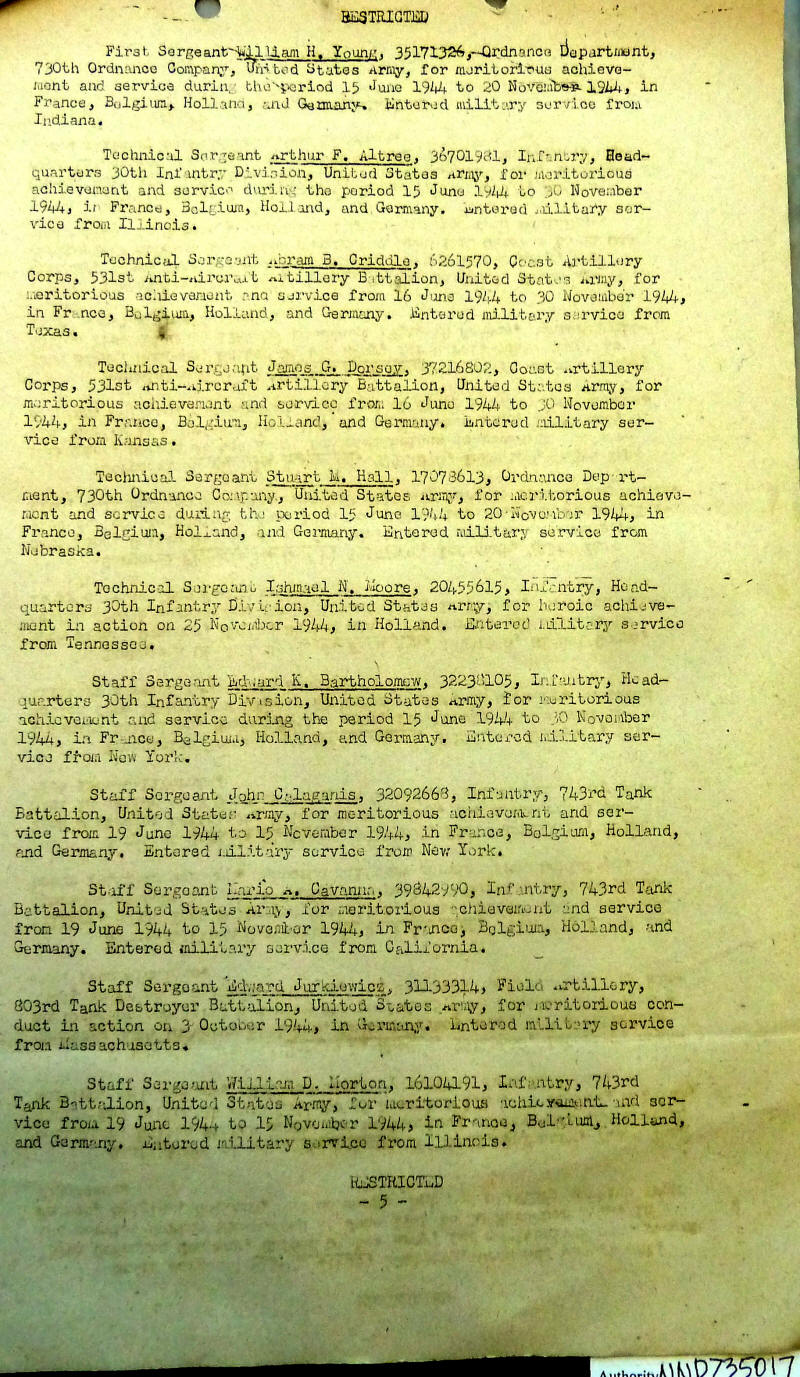 RESTRICTED
First Sergeant William H. Young, 35171326, Ordnance Department,
730th Ordnance Company, United States Army, for meritorious achieve-
ment and service during the period 15 June 1944 to 20 November 1944, in
France, Belgium, Holland, and Germany. Entered military service from
Indiana.
Technical Sergeant Arthur F. Altree, 36701981, Infantry, Head-
quarters 30th Infantry Division, United States Army, for meritorious
achievement and service during the period 15 June 1944 to 30 November
1944, in France, Belgium, Holland, and Germany. Entered military ser-
vice from Illinois.
Technical Sergeant Abram B. Criddle, 6261570, Coast Artillery
Corps, 531st Anti-Aircraft Artillery Battalion, United States Army, for
meritorious achievement and service from 16 June 1944 to 30 November 1944,
in France, Belgium, Holland, and Germany. Entered military service from
Texas.
Technical Sergeant James G. Dorsey, 37216802, Coast Artillery
Corps, 531st Anti-Aircraft Artillery Battalion, United States Army, for
meritorious achievement and service from 16 June 1944 to 30 November
1944, in France, Belgium, Holland, and Germany. Entered military ser-
vice from Kansas.
Technical Sergeant Stuart M. Hall, 17078613, Ordnance Depart-
ment, 730th Ordnance Company, United States Army, for meritorious achieve-
ment and service during the period 15 June 1944 to 20 November 1944, in
France, Belgium, Holland, and Germany. Entered military service from
Nebraska.
Technical Sergeant Ishmael N. Moore, 20455615, Infantry, Head-
quarters 30th Infantry Division, United States Army, for heroic achieve-
ment in action on 25 November 1944, in Holland. Entered military service
from Tennessee.
Staff Sergeant Edward K. Bartholomew, 32238105, Infantry, Head-
quarters 30th Infantry Division, United States Army, for meritorious
achievement and service during the period 15 June 1944 to 30 November
1944, in France, Belgium, Holland, and Germany. Entered military ser-
vice from New York.
Staff Sergeant John Calaganis, 32092668, Infantry, 743rd Tank
Battalion, United States Army, for meritorious achievement and ser-
vice from 19 June 1944 to 15 November 1944, in France, Belgium, Holland,
and Germany. Entered military service from New York.
Staff Sergeant Mario A. Cavanna, 39842990, Infantry, 743rd Tank
Battalion, United States Army, for meritorious achievement and service
from 19 June 1944 to 15 November 1944, in France, Belgium, Holland, and
Germany. Entered military service from California.
Staff Sergeant Edward Jurkiewicz, 31133314, Field Artillery,
803rd Tank Destroyer Battalion, United States Army, for meritorious con-
duct in action on 3 October 1944, in Germany. Entered military service
from Massachusetts.
Staff Sergeant William D. Morton, 16104191, Infantry, 743rd
Tank Battalion, United States Army, for meritorious achievement and ser-
vice from 19 June 1944 to 15 November 1944, in France, Belgium, Holland,
and Germany. Entered military service from Illinois.
RESTRICTED
- 5 -
Authority NND735017